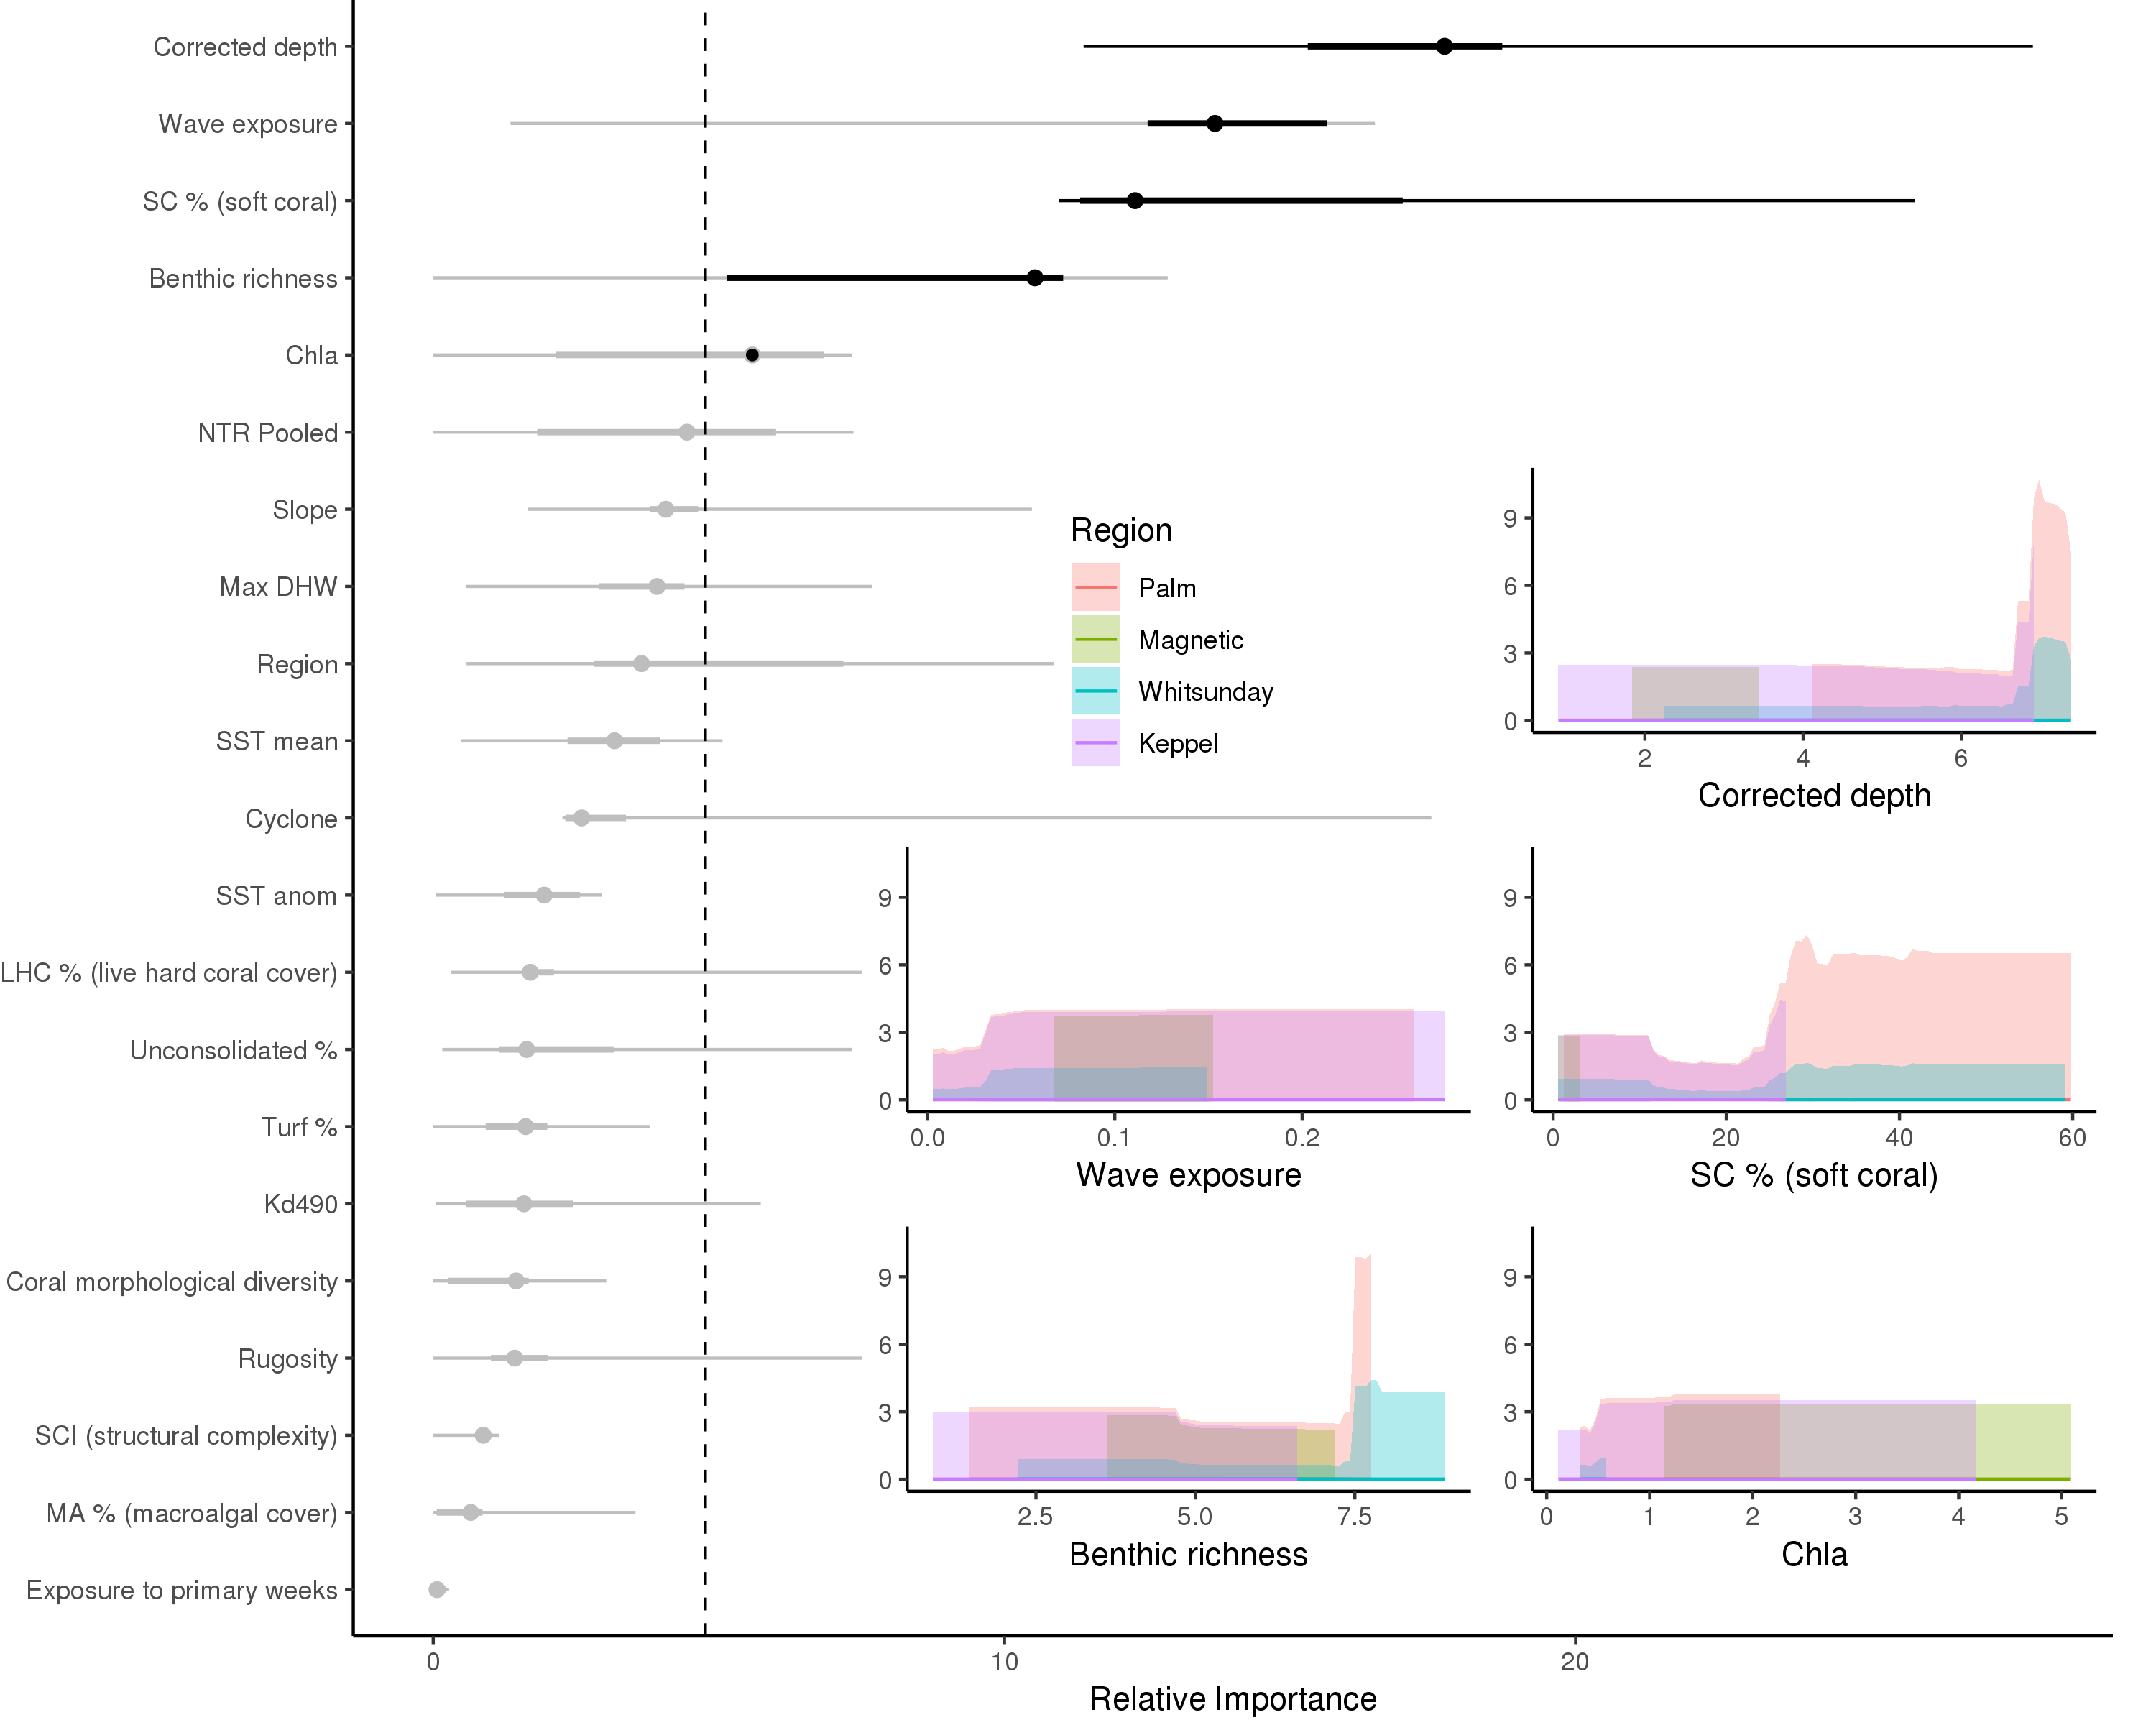 Corrected depth
Wave exposure
SC % (soft coral)
Benthic richness
Chla
NTR Pooled
Slope
Max DHW
Region
SST mean
Cyclone
SST anom
LHC % (live hard coral cover)
Unconsolidated %
Turf %
Kd490
Coral morphological diversity
Rugosity
SCI (structural complexity)
MA % (macroalgal cover)
Exposure to primary weeks
0 10 20
Relative Importance
Region
Palm
Magnetic
Whitsunday
Keppel
9
6
3
0
2 4 6
Corrected depth
9
6
3
0
0.0 0.1 0.2
Wave exposure
9
6
3
0
0 20 40 60
SC % (soft coral)
9
6
3
0
2.5 5.0 7.5
Benthic richness
9
6
3
0
0 1 2 3 4 5
Chla